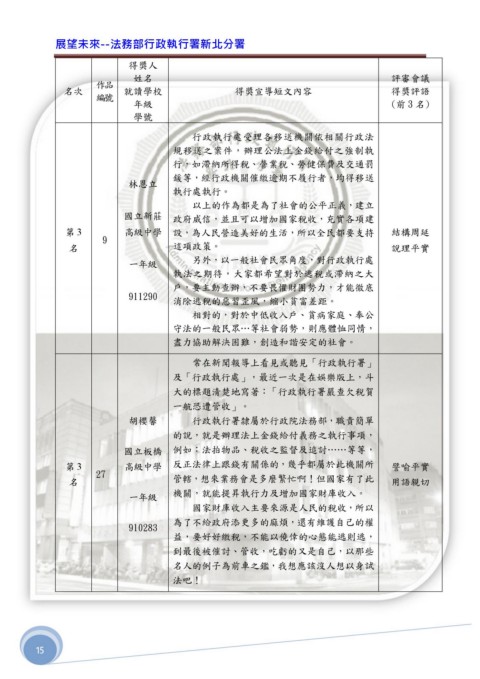 展望未來--法務部行政執行署新北分署
名次
作品
編號
得獎人
姓名
就讀學校
年級
學號
得獎宣導短文內容
評審會議
得獎評語
(前3名)
第3
名
9
林恩立
國立新莊
高級中學
一年級
911290
行政執行處受理各移送機關依相關行政法
規移送之案件，辦理公法上金錢給付之強制執
行，如滯納所得稅、營業稅、勞健保費及交通罰
鍰等，經行政機關催繳逾期不履行者，均得移送
執行處執行。
以上的作為都是為了社會的公平正義，建立
政府威信，並且可以增加國家稅收，充實各項建
設，為人民營造美好的生活，所以全民都要支持
這項政策。
另外，以一般社會民眾角度，對行政執行處
執法之期待，大家都希望對於逃稅或滯納之大
戶，要主動查辦，不要畏懼財團勢力，才能徹底
消除逃稅的惡習歪風，縮小貧富差距。
相對的，對於中低收入戶、貧病家庭、奉公
守法的一般民眾…等社會弱勢，則應體恤同情，
盡力協助解決困難，創造和諧安定的社會。
結構周延
說理平實
第3
名
27
胡櫻馨
國立板橋
高級中學
一年級
910283
常在新聞報導上看見或聽見「行政執行署」
及「行政執行處」，最近一次是在娛樂版上，斗
大的標題清楚地寫著：「行政執行署嚴查欠稅賀
一航恐遭管收」。
行政執行署隸屬於行政院法務部，職責簡單
的說，就是辦理法上金錢給付義務之執行事項，
例如：法拍物品、稅收之監督及追討……等等，
反正法律上跟錢有關係的，幾乎都屬於此機關所
管轄，想來業務會是多麼繁忙啊！但國家有了此
機關，就能提昇執行力及增加國家財庫收入。
國家財庫收入主要來源是人民的稅收，所以
為了不給政府添更多的麻煩，還有維護自己的權
益，要好好繳稅，不能以僥倖的心態能逃則逃，
到最後被催討、管收，吃虧的又是自己，以那些
名人的例子為前車之鑑，我想應該沒人想以身試
法吧！
譬喻平實
用語親切
15